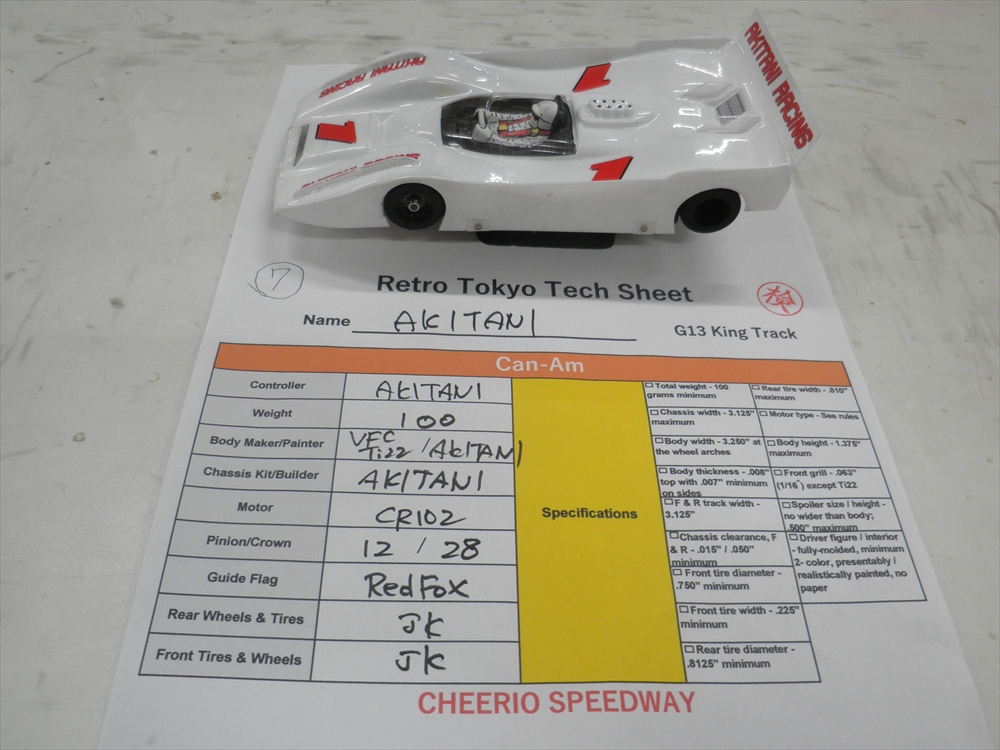 AKITANI RACING
1
1
1
AKITANI RACING
AKITANI RACING
7
Retro Tokyo Tech Sheet
検
Name AKITANI
G13 King Track
Can-Am
Controller AKITANI
Weight 100
Body Maker/Painter VFC Ti22 / AKITANI
Chassis Kit/Builder AKITANI
Motor CR102
Pinion/Crown 12 / 28
Guide Flag RedFox
Rear Wheels & Tires JK
Front Tires & Wheels JK
Specifications
Total weight - 100
grams minimum
Chassis width - 3.125"
maximum
Body width - 3.250" at
the wheel arches
Body thickness - .008"
top with .007" minimum
on sides
F & R track width -
3.125"
Chassis clearance, F
& R - .015" / .050"
minimum
Front tire diameter -
.750" minimum
Front tire width - .225"
minimum
Rear tire diameter -
.8125" minimum
Rear tire width - .810"
maximum
Motor type - See rules
Body height - 1.375"
maximum
Front grill - .063"
(1/16") except Ti22
Spoiler size / height -
no wider than body;
.500" maximum
Driver figure / interior
- fully-molded, minimum
2- color, presentably /
realistically painted, no
paper
CHEERIO SPEEDWAY